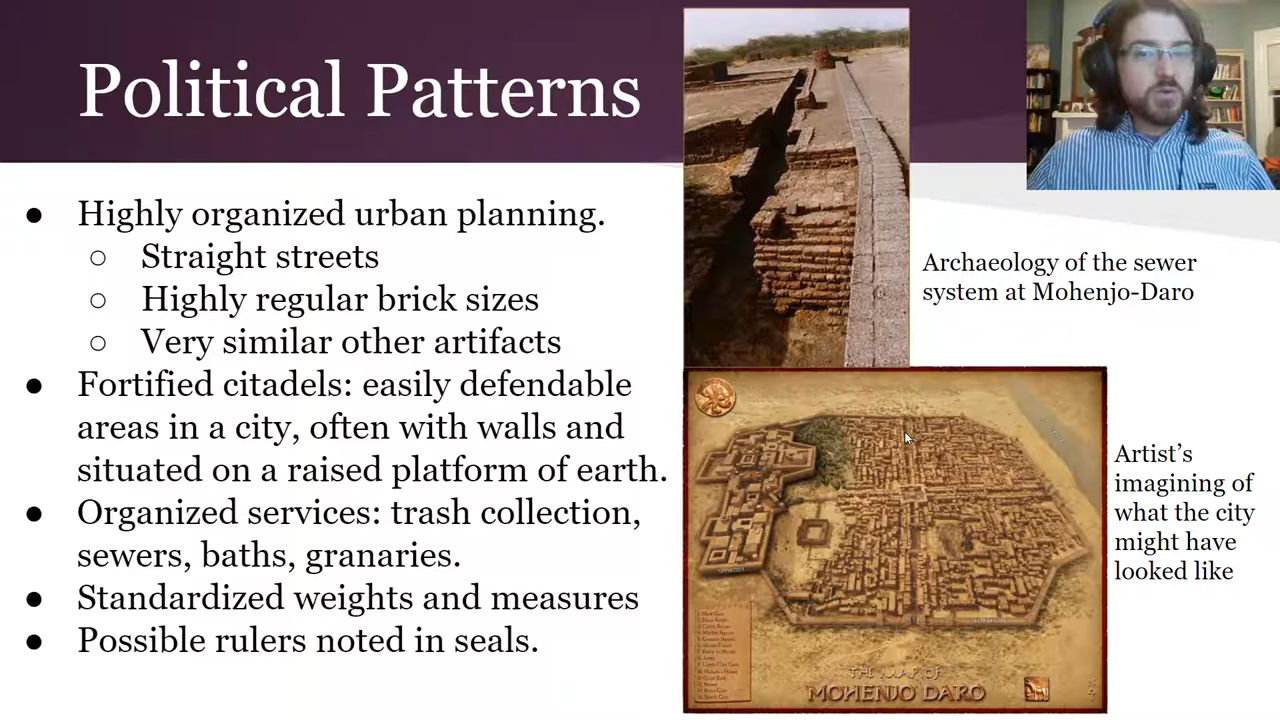 Political Patterns
● Highly organized urban planning.
○ Straight streets
○ Highly regular brick sizes
○ Very similar other artifacts
● Fortified citadels: easily defendable
areas in a city, often with walls and
situated on a raised platform of earth.
● Organized services: trash collection,
sewers, baths, granaries.
● Standardized weights and measures
● Possible rulers noted in seals.
Archaeology of the sewer
system at Mohenjo-Daro
Artist's
imagining of
what the city
might have
looked like
THE MAP OF
MOHENJO DARO